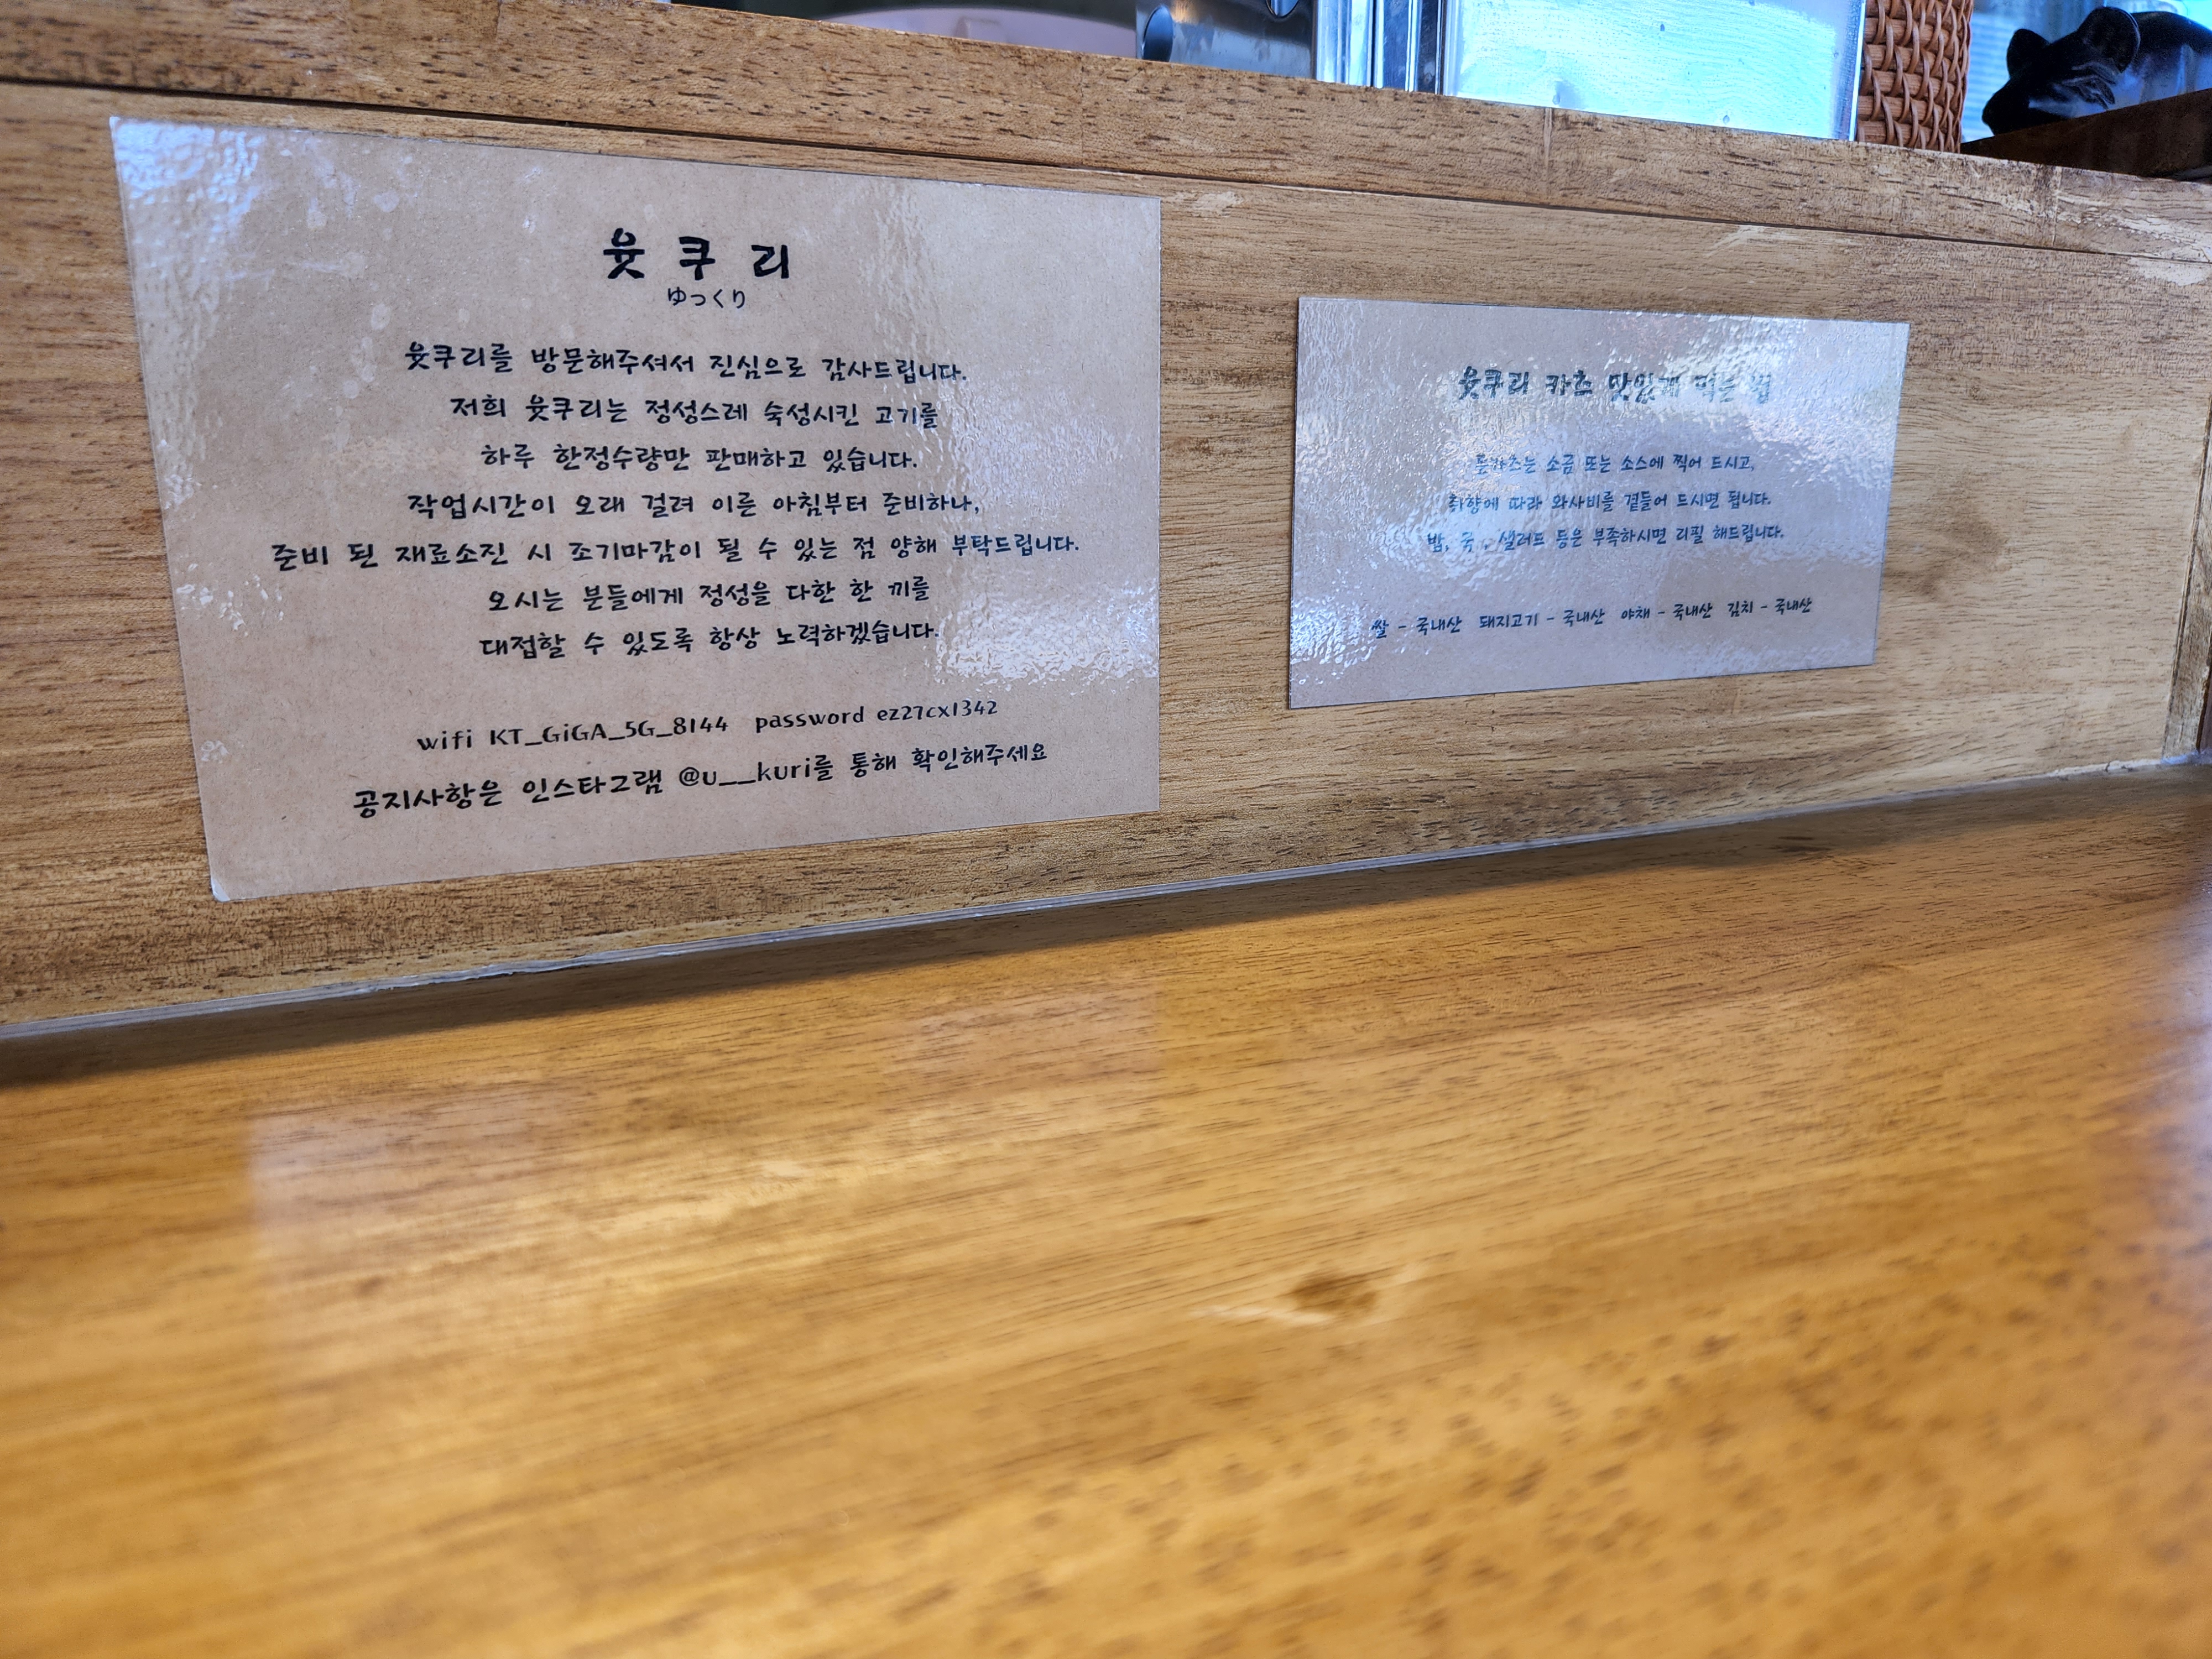 윳쿠리
ゆっくり
윳쿠리를 방문해주셔서 진심으로 감사드립니다.
저희 윳쿠리는 정성스레 숙성시킨 고기를
하루 한정수량만 판매하고 있습니다.
작업시간이 오래 걸려 이른 아침부터 준비하나,
준비 된 재료소진 시 조기마감이 될 수 있는 점 양해 부탁드립니다.
오시는 분들에게 정성을 다한 한 끼를
대접할 수 있도록 항상 노력하겠습니다.
wifi KT_GiGA_5G_8144 password ez27cx1342
공지사항은 인스타그램 @u__kuri를 통해 확인해주세요
윳쿠리 카츠 맛있게 먹는 법
돈카츠는 소금 또는 소스에 찍어 드시고,
취향에 따라 와사비를 곁들어 드시면 됩니다.
밥, 국, 샐러드 등은 부족하시면 리필 해드립니다.
쌀 - 국내산 돼지고기 - 국내산 야채 - 국내산 김치 - 국내산